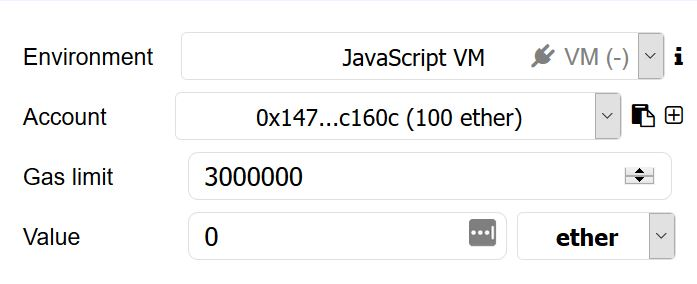 Environment JavaScript VM VM (-)
Account 0x147...c160c (100 ether)
Gas limit 3000000
Value 0 ether